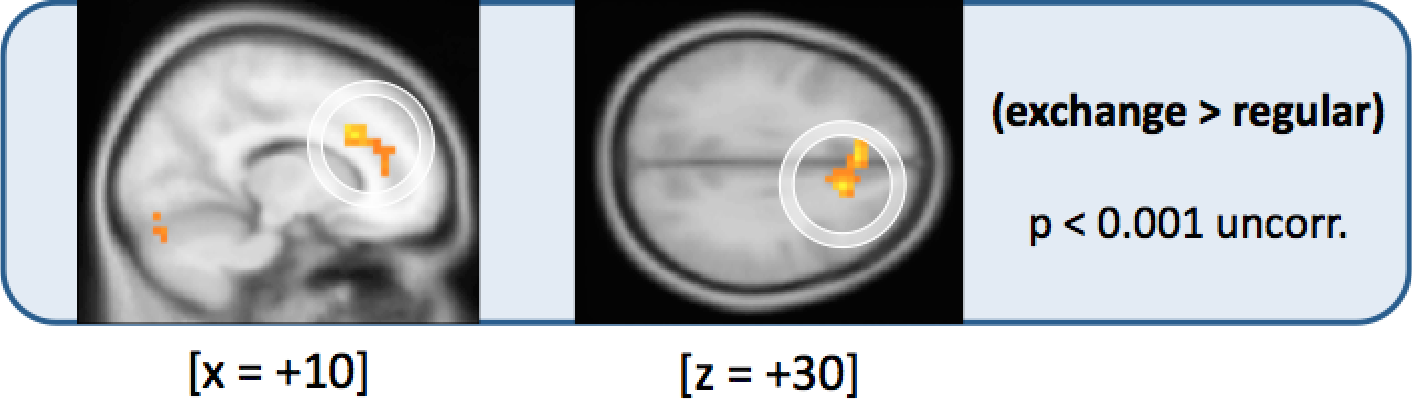 (exchange > regular)
p < 0.001 uncorr.
[x = +10]
[z = +30]